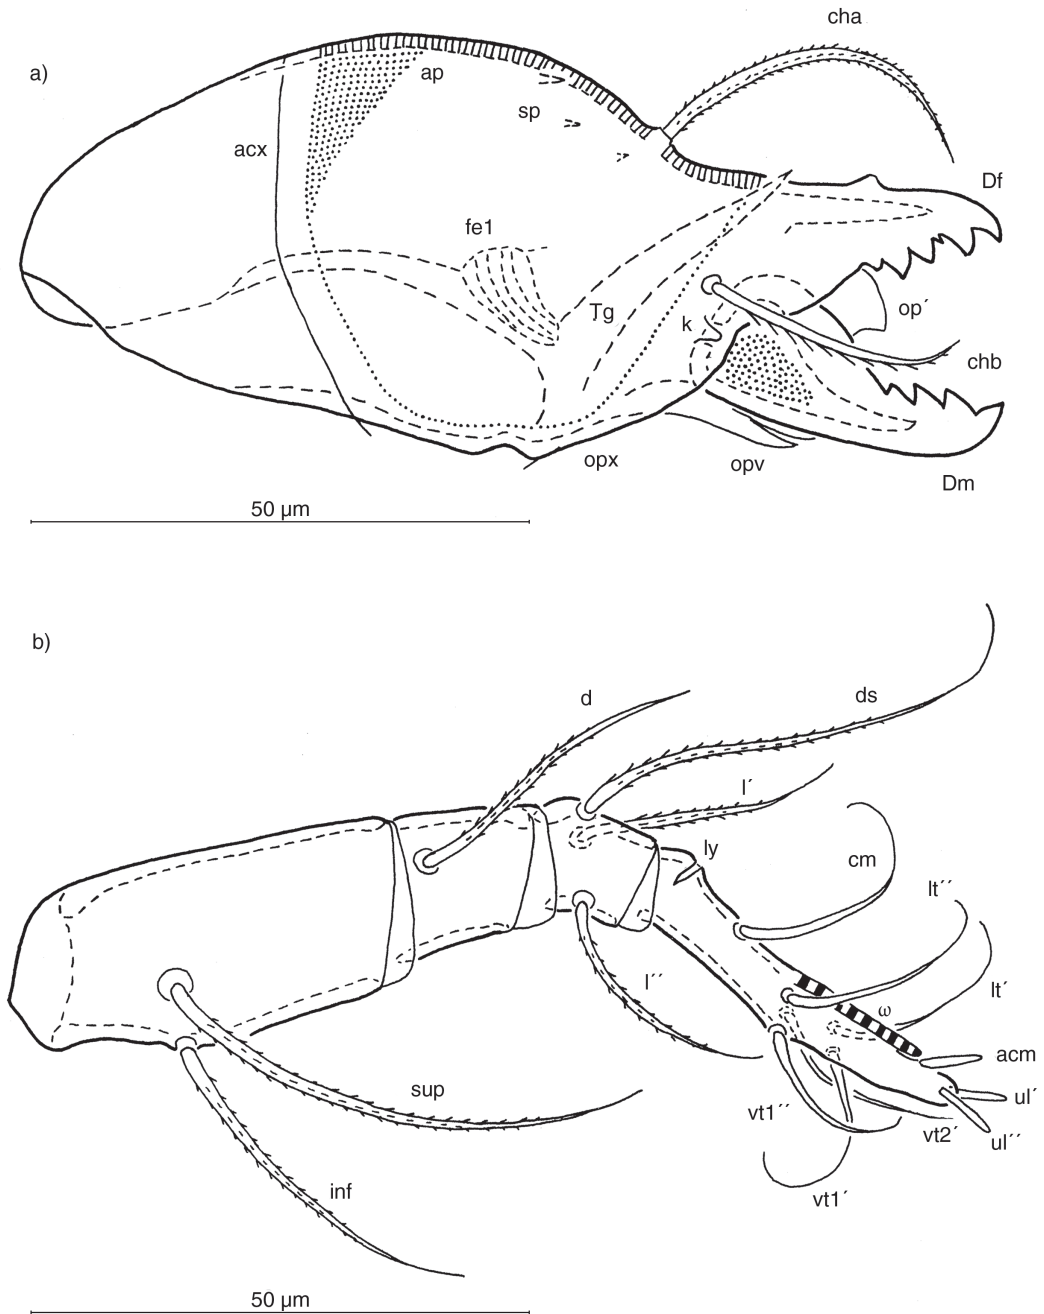 a)
cha
ap
sp
acx
Df
fe1
Tg
k
op´
chb
opx
opv
Dm
50 µm
b)
d
ds
l´
ly
cm
lt´´
l´´
lt´
ω
acm
sup
ul´
vt1´´
vt2´
ul´´
inf
vt1´
50 µm